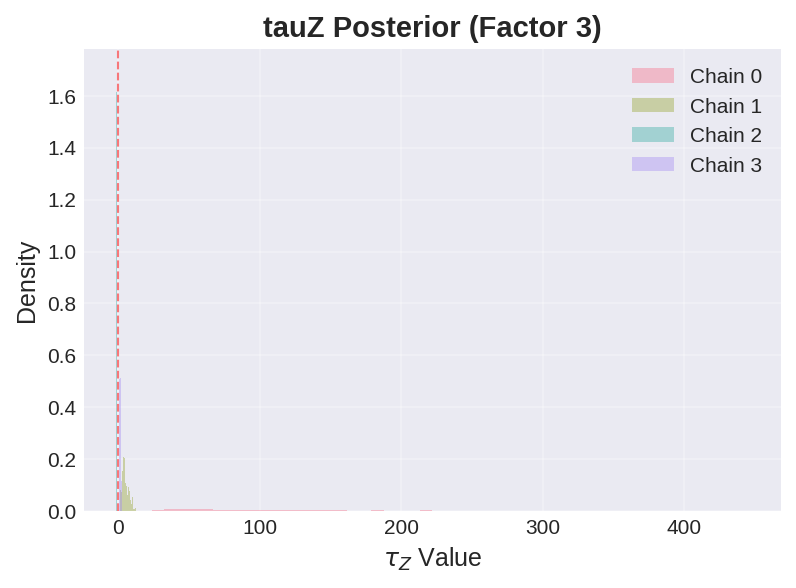 tauZ Posterior (Factor 3)
Chain 0
Chain 1
Chain 2
Chain 3
Density
1.6
1.4
1.2
1.0
0.8
0.6
0.4
0.2
0.0
0 100 200 300 400
τZ Value